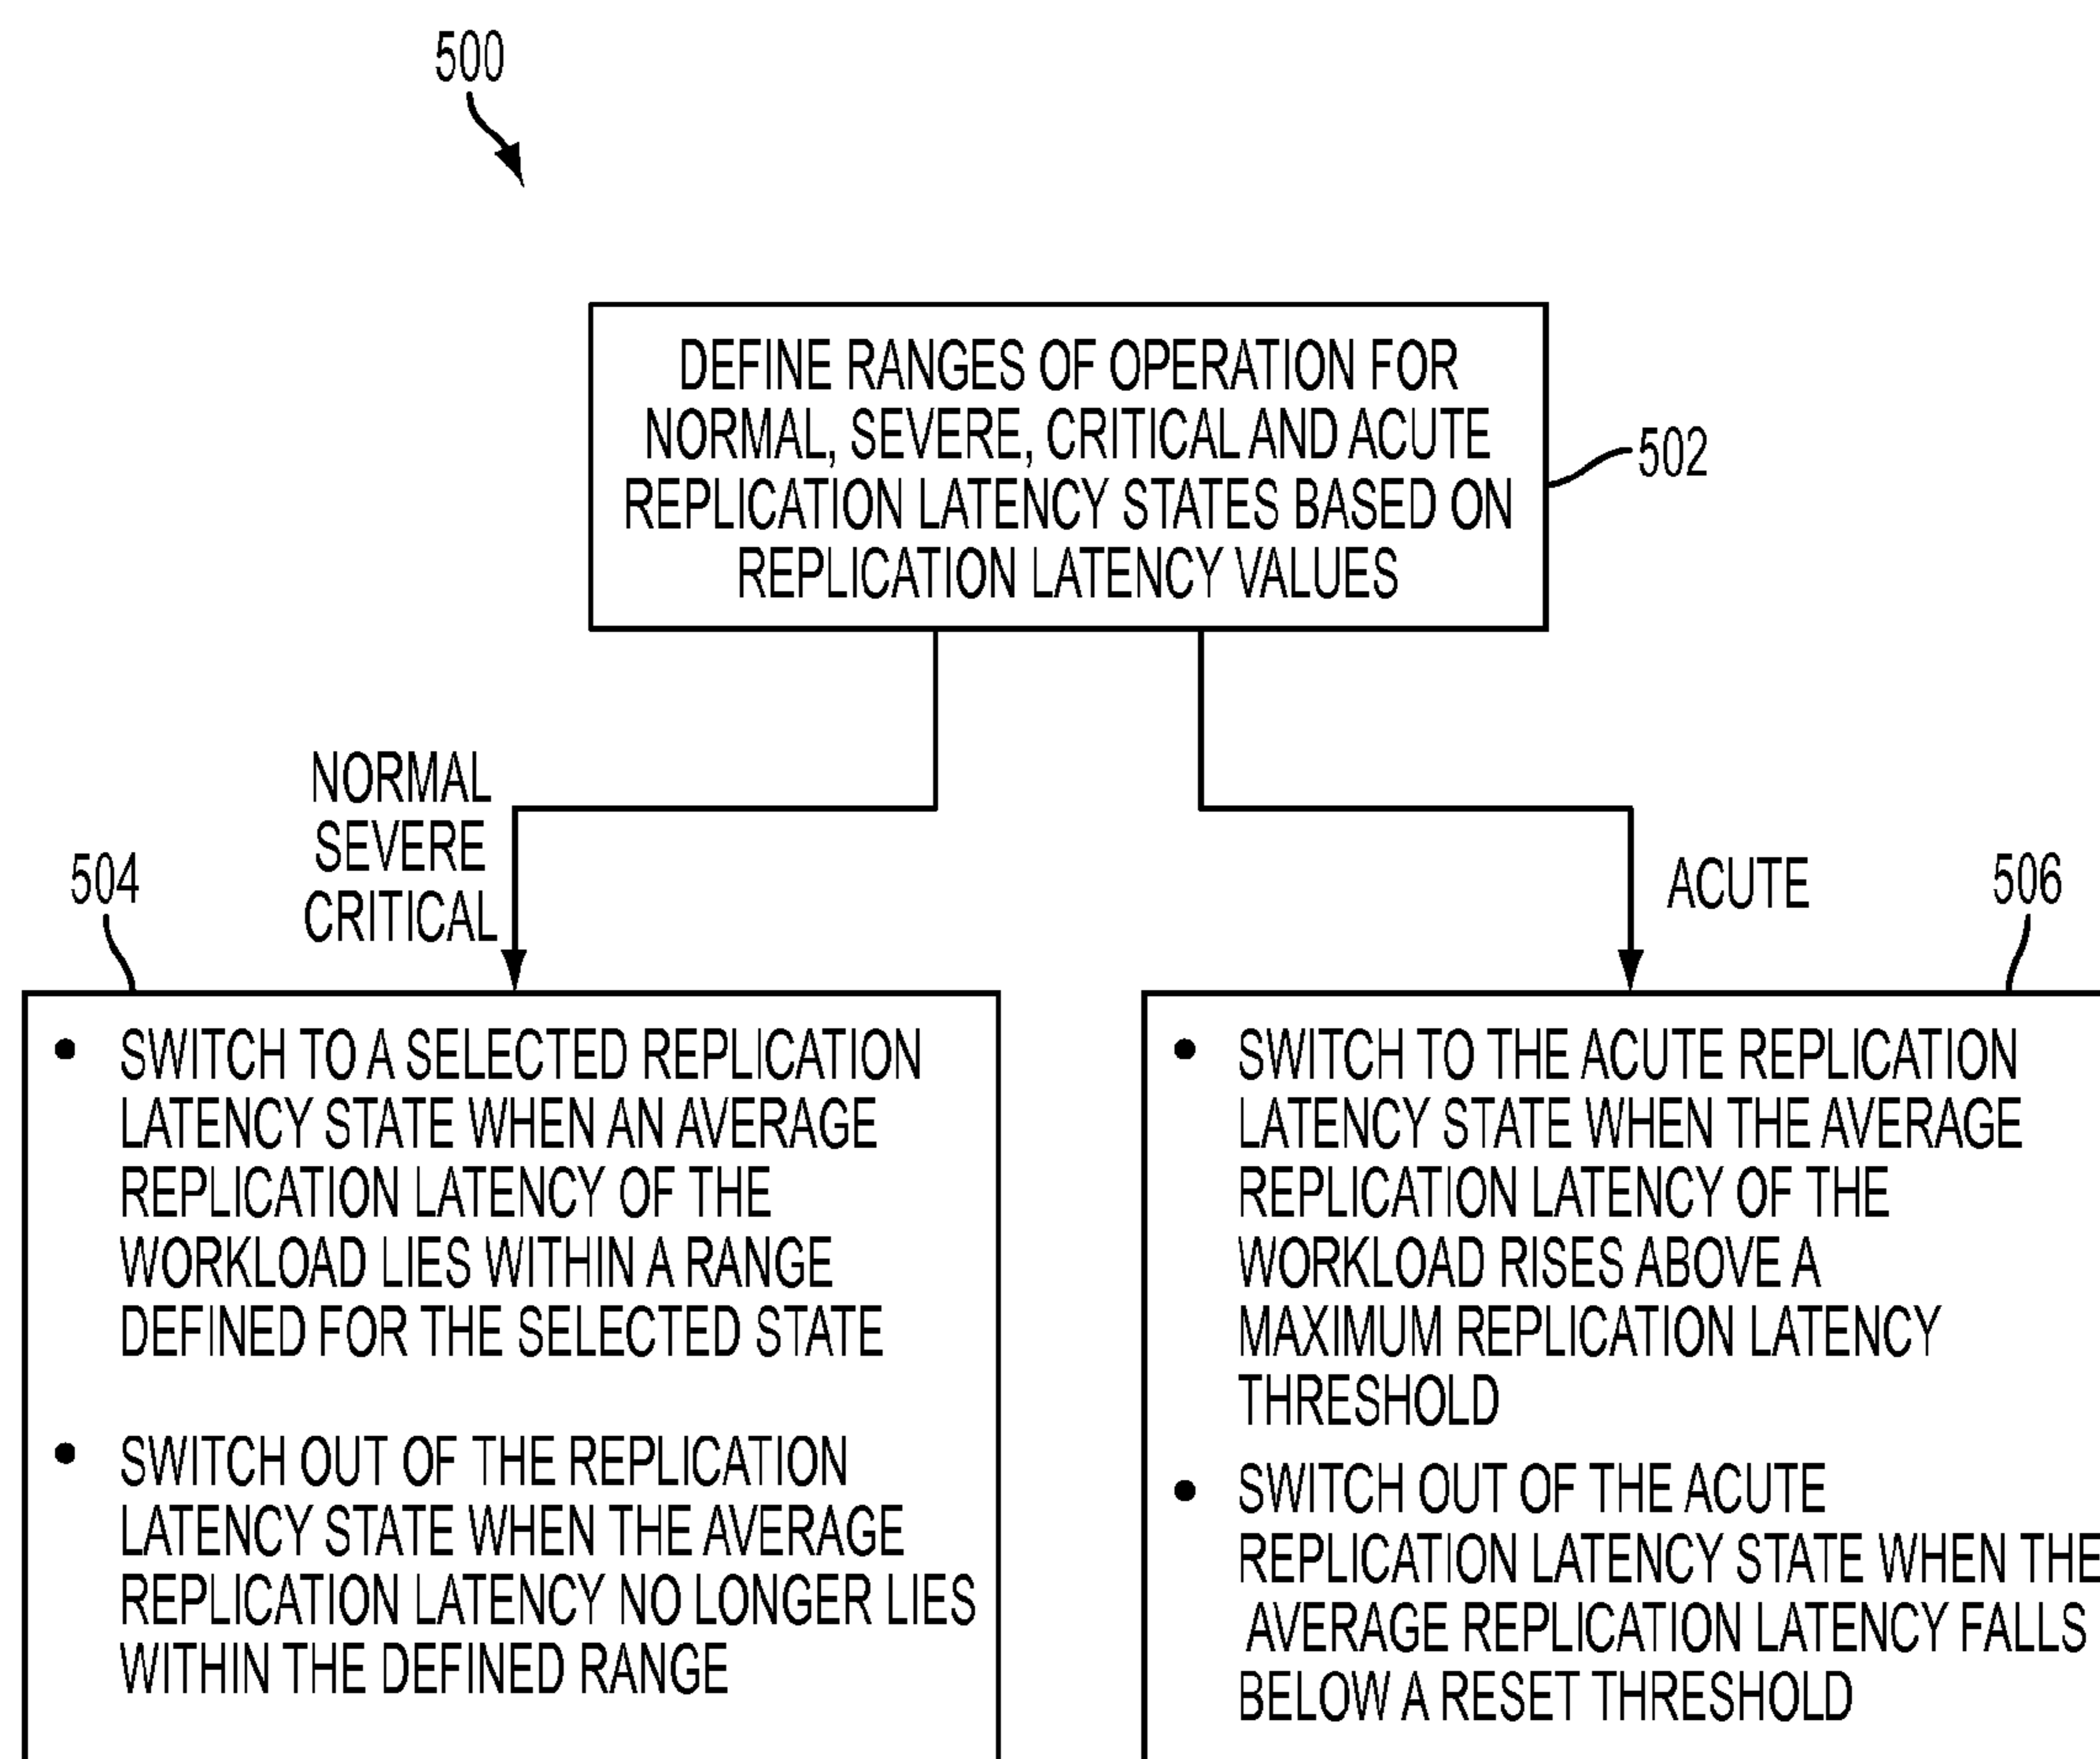 500
DEFINE RANGES OF OPERATION FOR
NORMAL, SEVERE, CRITICAL AND ACUTE
REPLICATION LATENCY STATES BASED ON
REPLICATION LATENCY VALUES
502
NORMAL
SEVERE
CRITICAL
504
ACUTE
506
• SWITCH TO A SELECTED REPLICATION
LATENCY STATE WHEN AN AVERAGE
REPLICATION LATENCY OF THE
WORKLOAD LIES WITHIN A RANGE
DEFINED FOR THE SELECTED STATE
• SWITCH OUT OF THE REPLICATION
LATENCY STATE WHEN THE AVERAGE
REPLICATION LATENCY NO LONGER LIES
WITHIN THE DEFINED RANGE
• SWITCH TO THE ACUTE REPLICATION
LATENCY STATE WHEN THE AVERAGE
REPLICATION LATENCY OF THE
WORKLOAD RISES ABOVE A
MAXIMUM REPLICATION LATENCY
THRESHOLD
• SWITCH OUT OF THE ACUTE
REPLICATION LATENCY STATE WHEN THE
AVERAGE REPLICATION LATENCY FALLS
BELOW A RESET THRESHOLD